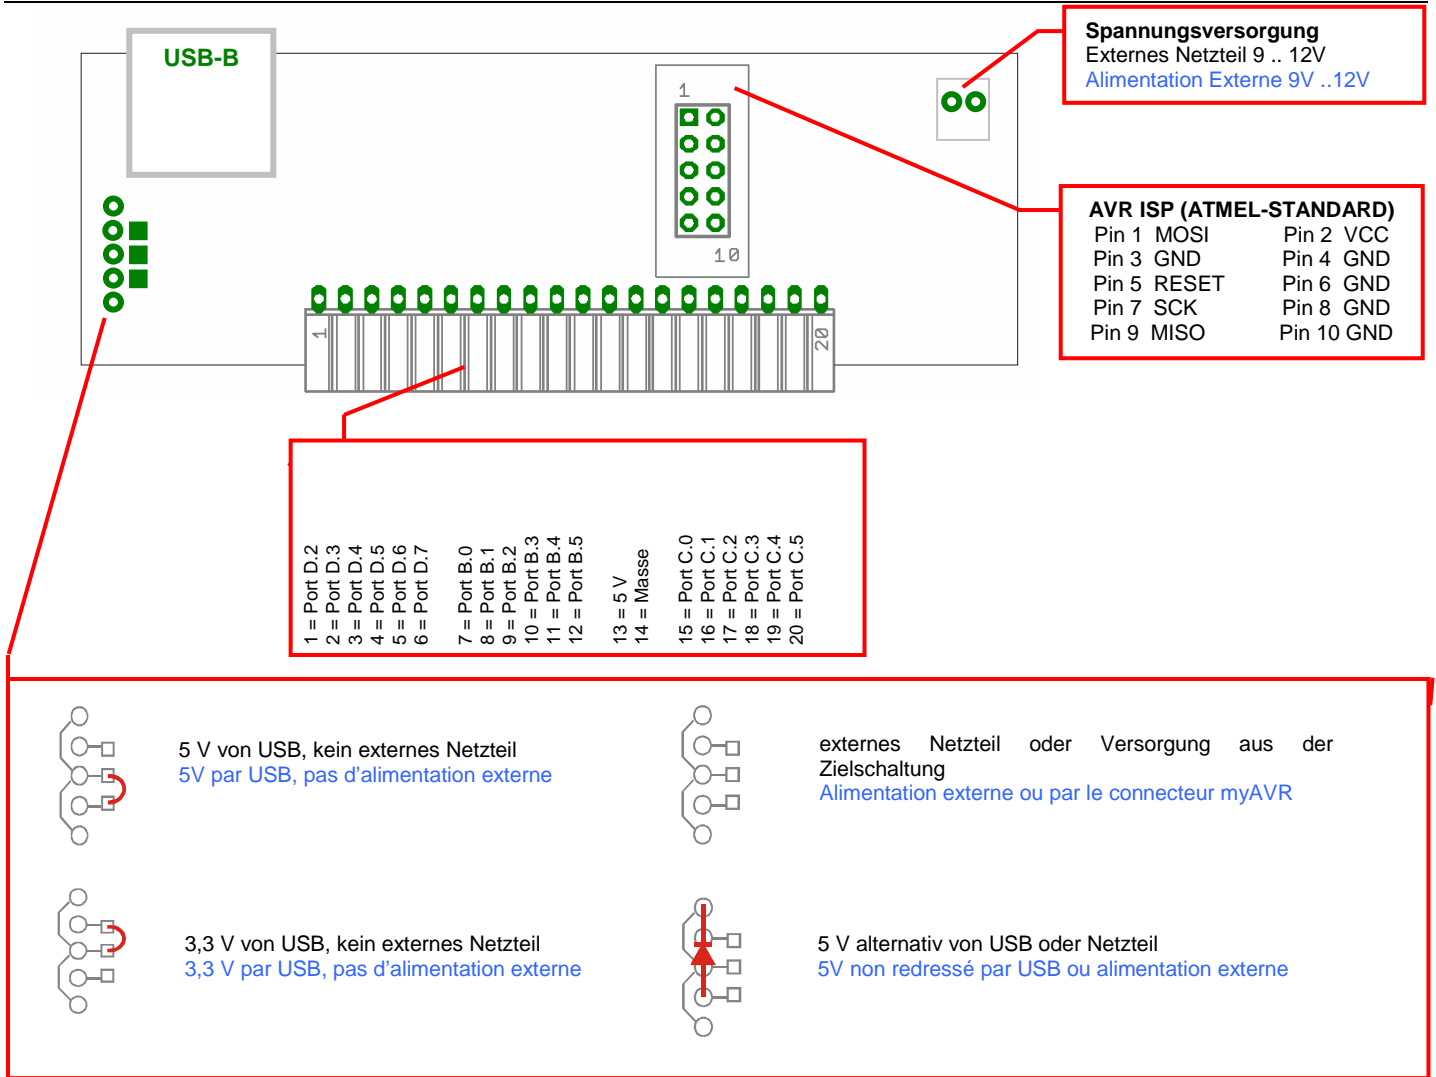 Spannungsversorgung
Externes Netzteil 9 .. 12V
Alimentation Externe 9V ..12V
USB-B
1
10
AVR ISP (ATMEL-STANDARD)
Pin 1 MOSI Pin 2 VCC
Pin 3 GND Pin 4 GND
Pin 5 RESET Pin 6 GND
Pin 7 SCK Pin 8 GND
Pin 9 MISO Pin 10 GND
1
20
1 = Port D.2
2 = Port D.3
3 = Port D.4
4 = Port D.5
5 = Port D.6
6 = Port D.7
7 = Port B.0
8 = Port B.1
9 = Port B.2
10 = Port B.3
11 = Port B.4
12 = Port B.5
13 = 5 V
14 = Masse
15 = Port C.0
16 = Port C.1
17 = Port C.2
18 = Port C.3
19 = Port C.4
20 = Port C.5
5 V von USB, kein externes Netzteil
5V par USB, pas d’alimentation externe
externes Netzteil oder Versorgung aus der
Zielschaltung
Alimentation externe ou par le connecteur myAVR
3,3 V von USB, kein externes Netzteil
3,3 V par USB, pas d’alimentation externe
5 V alternativ von USB oder Netzteil
5V non redressé par USB ou alimentation externe